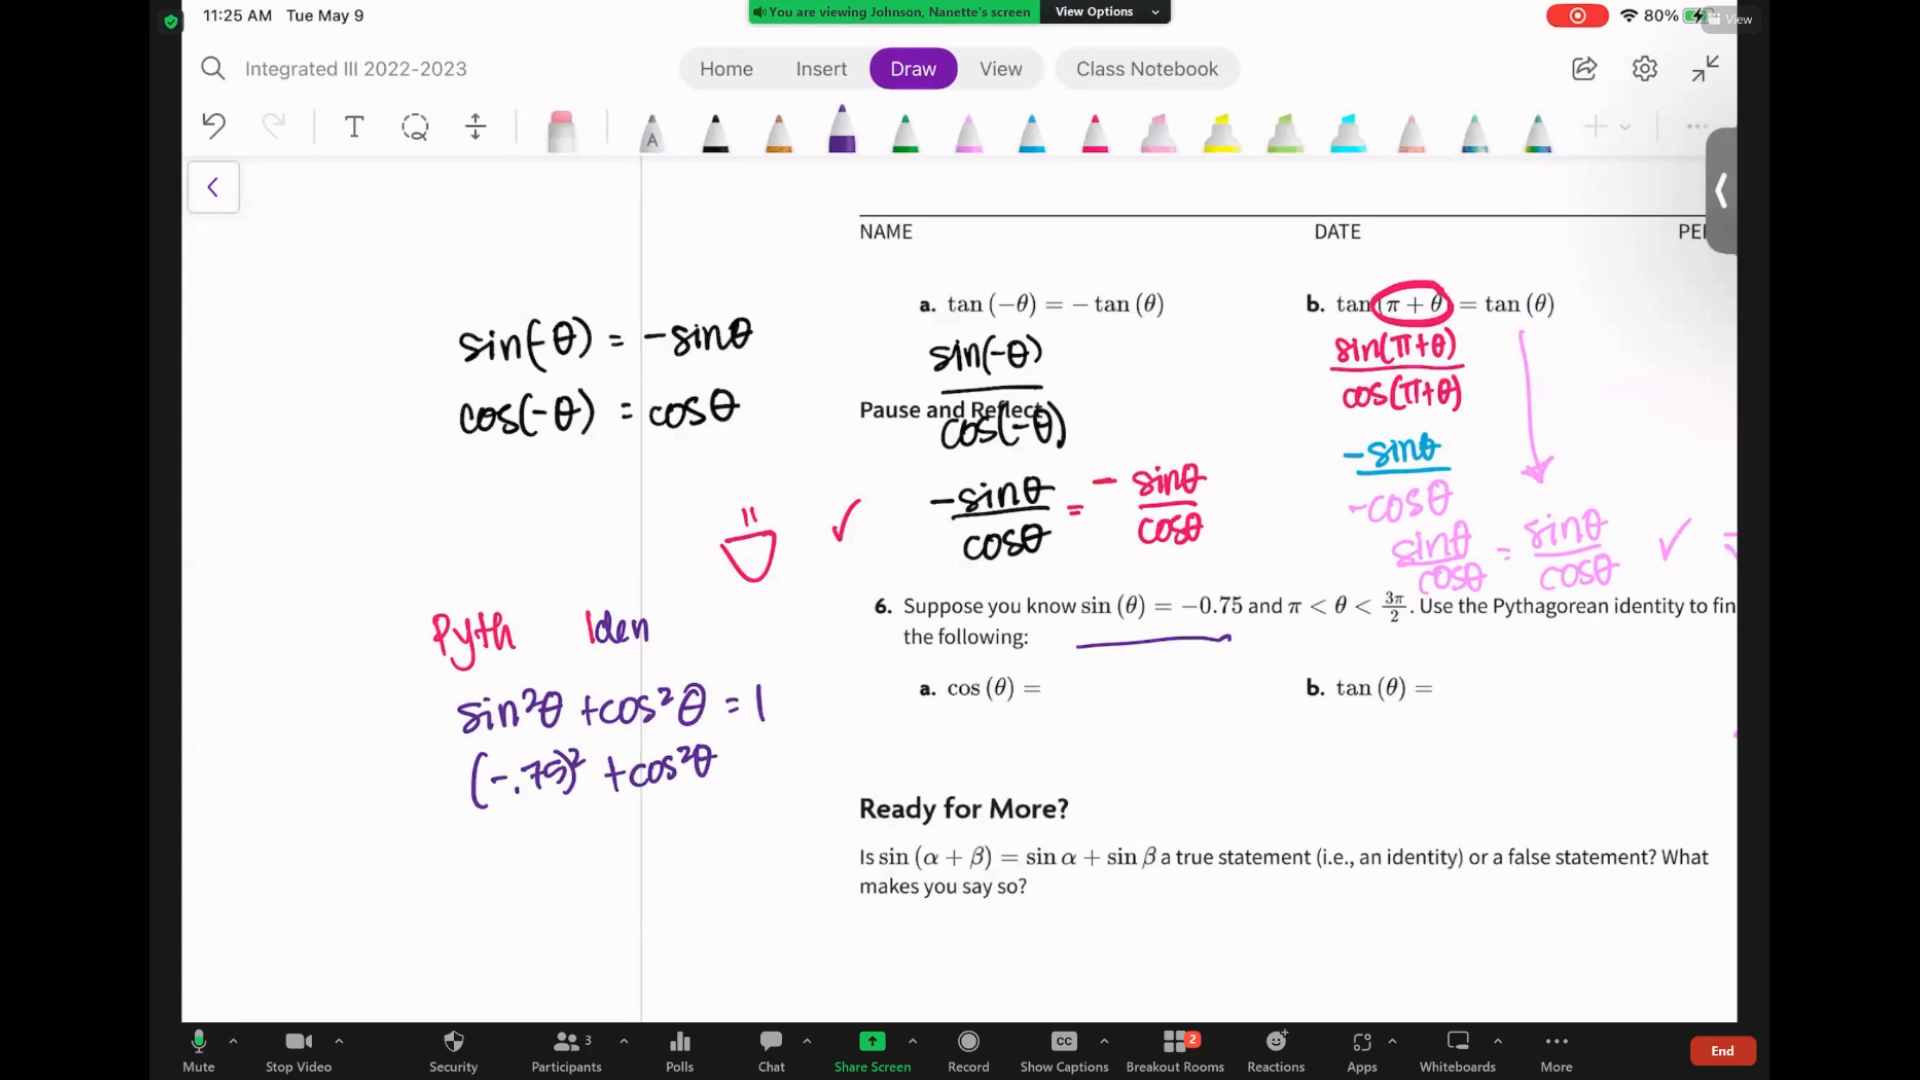 11:25 AM Tue May 9
You are viewing Johnson, Nanette's screen
View Options
80%
View
Integrated III 2022-2023
Home
Insert
Draw
View
Class Notebook
T
A
NAME
DATE
PE
a. tan (−θ) = − tan (θ)
b. tan (π + θ) = tan (θ)
sin(-θ) = -sinθ
cos(-θ) = cosθ
sin(-θ)
cos(-θ)
Pause and Reflect
-sinθ
cosθ
= - sinθ
cosθ
sin(π+θ)
cos(π+θ)
-sinθ
-cosθ
sinθ = sinθ
cosθ cosθ
6. Suppose you know sin (θ) = −0.75 and π < θ < 3π/2. Use the Pythagorean identity to fin
the following:
Pyth Iden
sin²θ + cos²θ = 1
(-.75)² + cos²θ
a. cos (θ) =
b. tan (θ) =
Ready for More?
Is sin (α + β) = sin α + sin β a true statement (i.e., an identity) or a false statement? What
makes you say so?
Mute
Stop Video
Security
3
Participants
Polls
Chat
Share Screen
Record
CC
Show Captions
2
Breakout Rooms
Reactions
Apps
Whiteboards
More
End